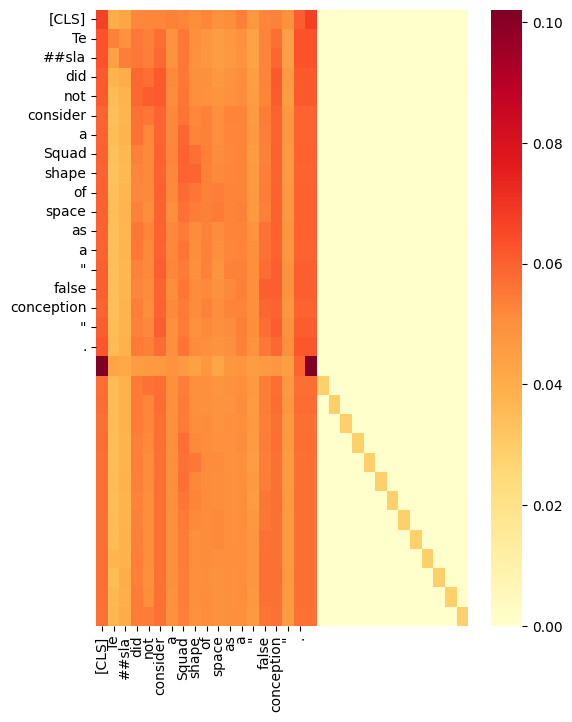 [CLS]
Te
##sla
did
not
consider
a
Squad
shape
of
space
as
a
"
false
conception
"
.
0.10
0.08
0.06
0.04
0.02
0.00
[CLS]
Te
##sla
did
not
consider
a
Squad
shape
of
space
as
a
"
false
conception
"
.